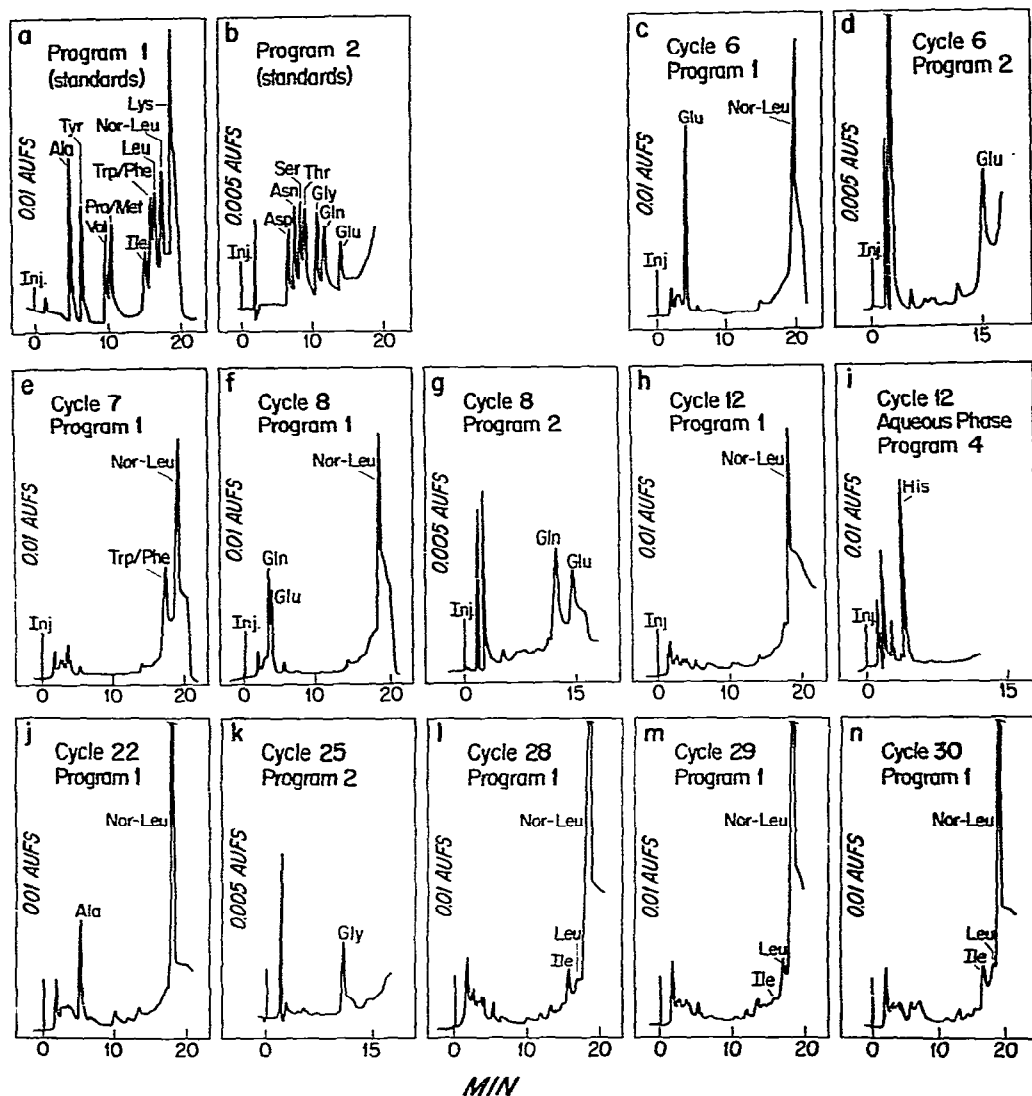 a
Program 1
(standards)
Lys
Nor-Leu
Tyr
Leu
Ala
Trp/Phe
Pro/Met
Val
Ile
Inj.
0.01 AUFS
0 10 20
b
Program 2
(standards)
Ser
Thr
Asn
Gly
Asp
Gln
Glu
Inj.
0.005 AUFS
0 10 20
c
Cycle 6
Program 1
Glu
Nor-Leu
Inj.
0.01 AUFS
0 10 20
d
Cycle 6
Program 2
Glu
Inj.
0.005 AUFS
0 15
e
Cycle 7
Program 1
Nor-Leu
Trp/Phe
Inj
0.01 AUFS
0 10 20
f
Cycle 8
Program 1
Nor-Leu
Gln
Glu
Inj.
0.01 AUFS
0 10 20
g
Cycle 8
Program 2
Gln
Glu
Inj.
0.005 AUFS
0 15
h
Cycle 12
Program 1
Nor-Leu
Inj
0.01 AUFS
0 10 20
i
Cycle 12
Aqueous Phase
Program 4
His
Inj.
0.01 AUFS
0 15
j
Cycle 22
Program 1
Nor-Leu
Ala
0.01 AUFS
0 10 20
k
Cycle 25
Program 2
Gly
0.005 AUFS
0 15
l
Cycle 28
Program 1
Nor-Leu
Leu
Ile
0.01 AUFS
0 10 20
m
Cycle 29
Program 1
Nor-Leu
Leu
Ile
0.01 AUFS
0 10 20
n
Cycle 30
Program 1
Nor-Leu
Leu
Ile
0.01 AUFS
0 10 20
MIN